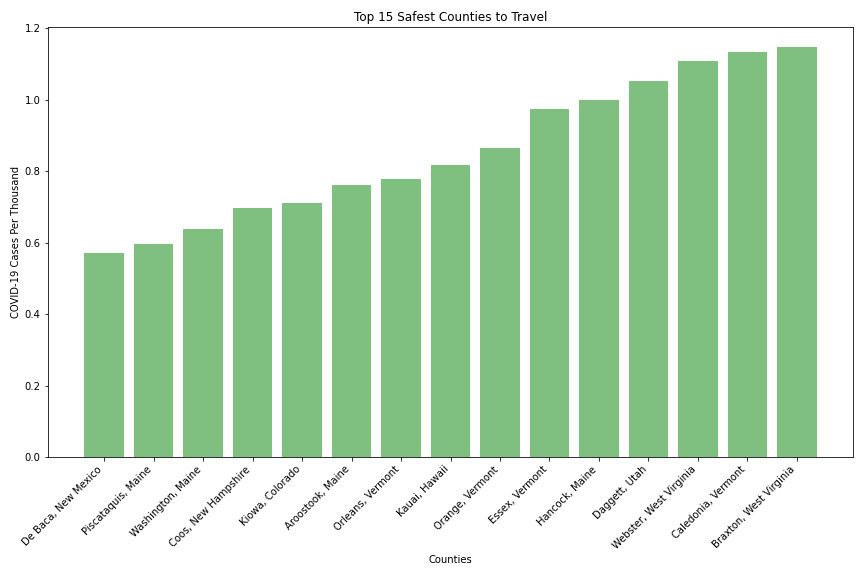 Top 15 Safest Counties to Travel
COVID-19 Cases Per Thousand
1.2
1.0
0.8
0.6
0.4
0.2
0.0
De Baca, New Mexico
Piscataquis, Maine
Washington, Maine
Coos, New Hampshire
Kiowa, Colorado
Aroostook, Maine
Orleans, Vermont
Kauai, Hawaii
Orange, Vermont
Essex, Vermont
Hancock, Maine
Daggett, Utah
Webster, West Virginia
Caledonia, Vermont
Braxton, West Virginia
Counties